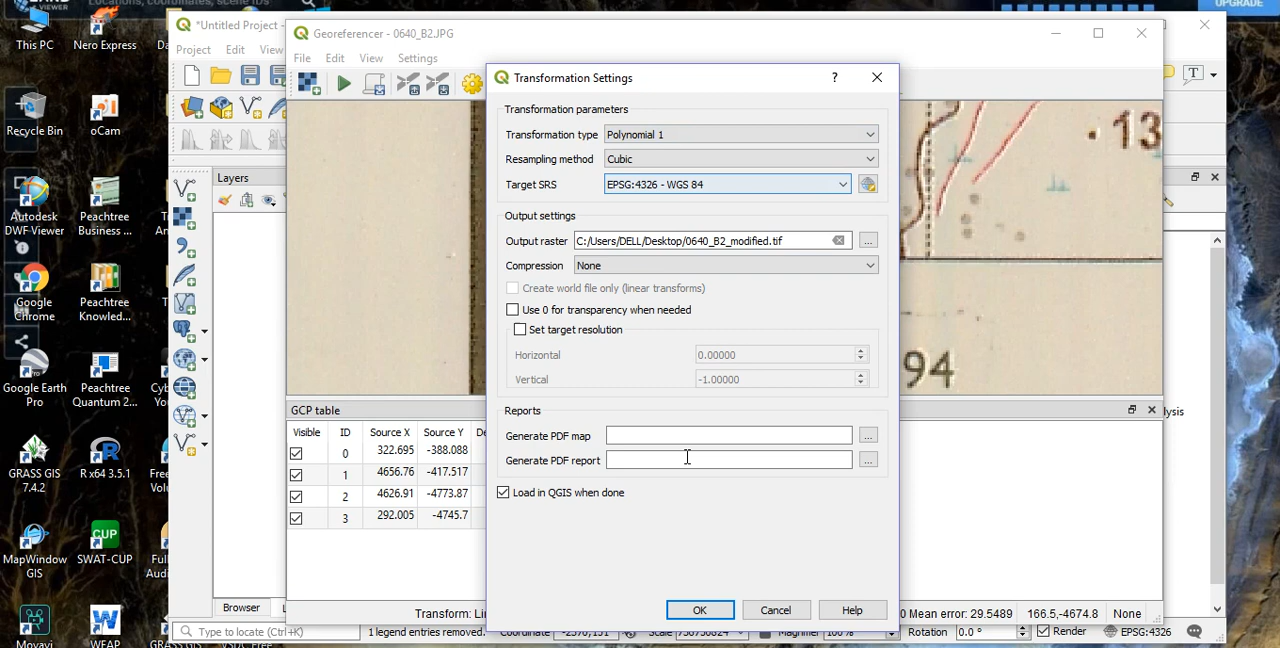 Locations, coordinates, scene IDs
UPGRADE
This PC
Nero Express
Recycle Bin
oCam
Autodesk
DWF Viewer
Peachtree
Business ...
Google
Chrome
Peachtree
Knowled...
Google Earth
Pro
Peachtree
Quantum 2...
GRASS GIS
7.4.2
R x64 3.5.1
MapWindow
GIS
SWAT-CUP
CUP
Movavi
WEAP
*Untitled Project -
Project
Edit
View
Layers
Browser
Type to locate (Ctrl+K)
1 legend entries removed.
Coordinate
Scale
Magnifier
100%
Rotation
0.0 °
Render
EPSG:4326
Georeferencer - 0640_B2.JPG
File
Edit
View
Settings
13
94
GCP table
Visible
ID
Source X
Source Y
0
322.695
-388.088
1
4656.76
-417.517
2
4626.91
-4773.87
3
292.005
-4745.7
0 Mean error: 29.5489
166.5,-4674.8
None
Transformation Settings
?
Transformation parameters
Transformation type
Polynomial 1
Resampling method
Cubic
Target SRS
EPSG:4326 - WGS 84
Output settings
Output raster
C:/Users/DELL/Desktop/0640_B2_modified.tif
...
Compression
None
Create world file only (linear transforms)
Use 0 for transparency when needed
Set target resolution
Horizontal
0.00000
Vertical
-1.00000
Reports
Generate PDF map
...
Generate PDF report
...
Load in QGIS when done
OK
Cancel
Help